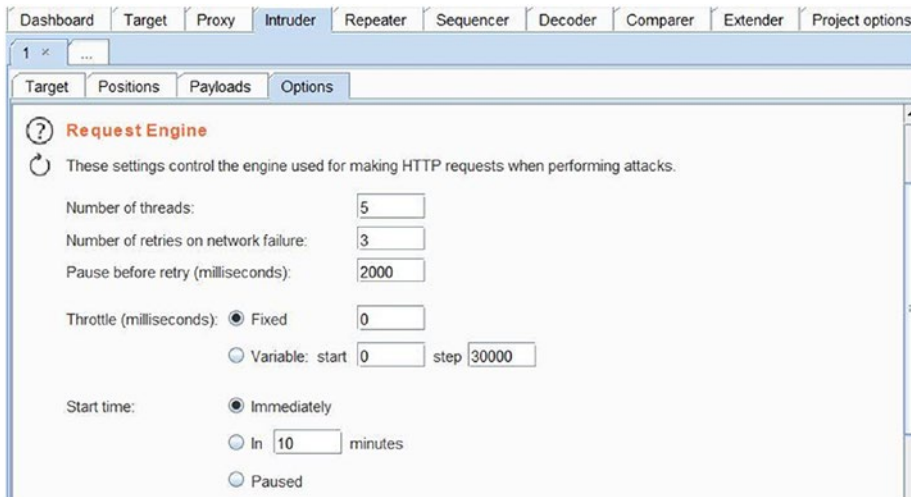 Dashboard Target Proxy Intruder Repeater Sequencer Decoder Comparer Extender Project options
1 × ...
Target Positions Payloads Options
? Request Engine
These settings control the engine used for making HTTP requests when performing attacks.
Number of threads: 5
Number of retries on network failure: 3
Pause before retry (milliseconds): 2000
Throttle (milliseconds): Fixed 0
Variable: start 0 step 30000
Start time: Immediately
In 10 minutes
Paused